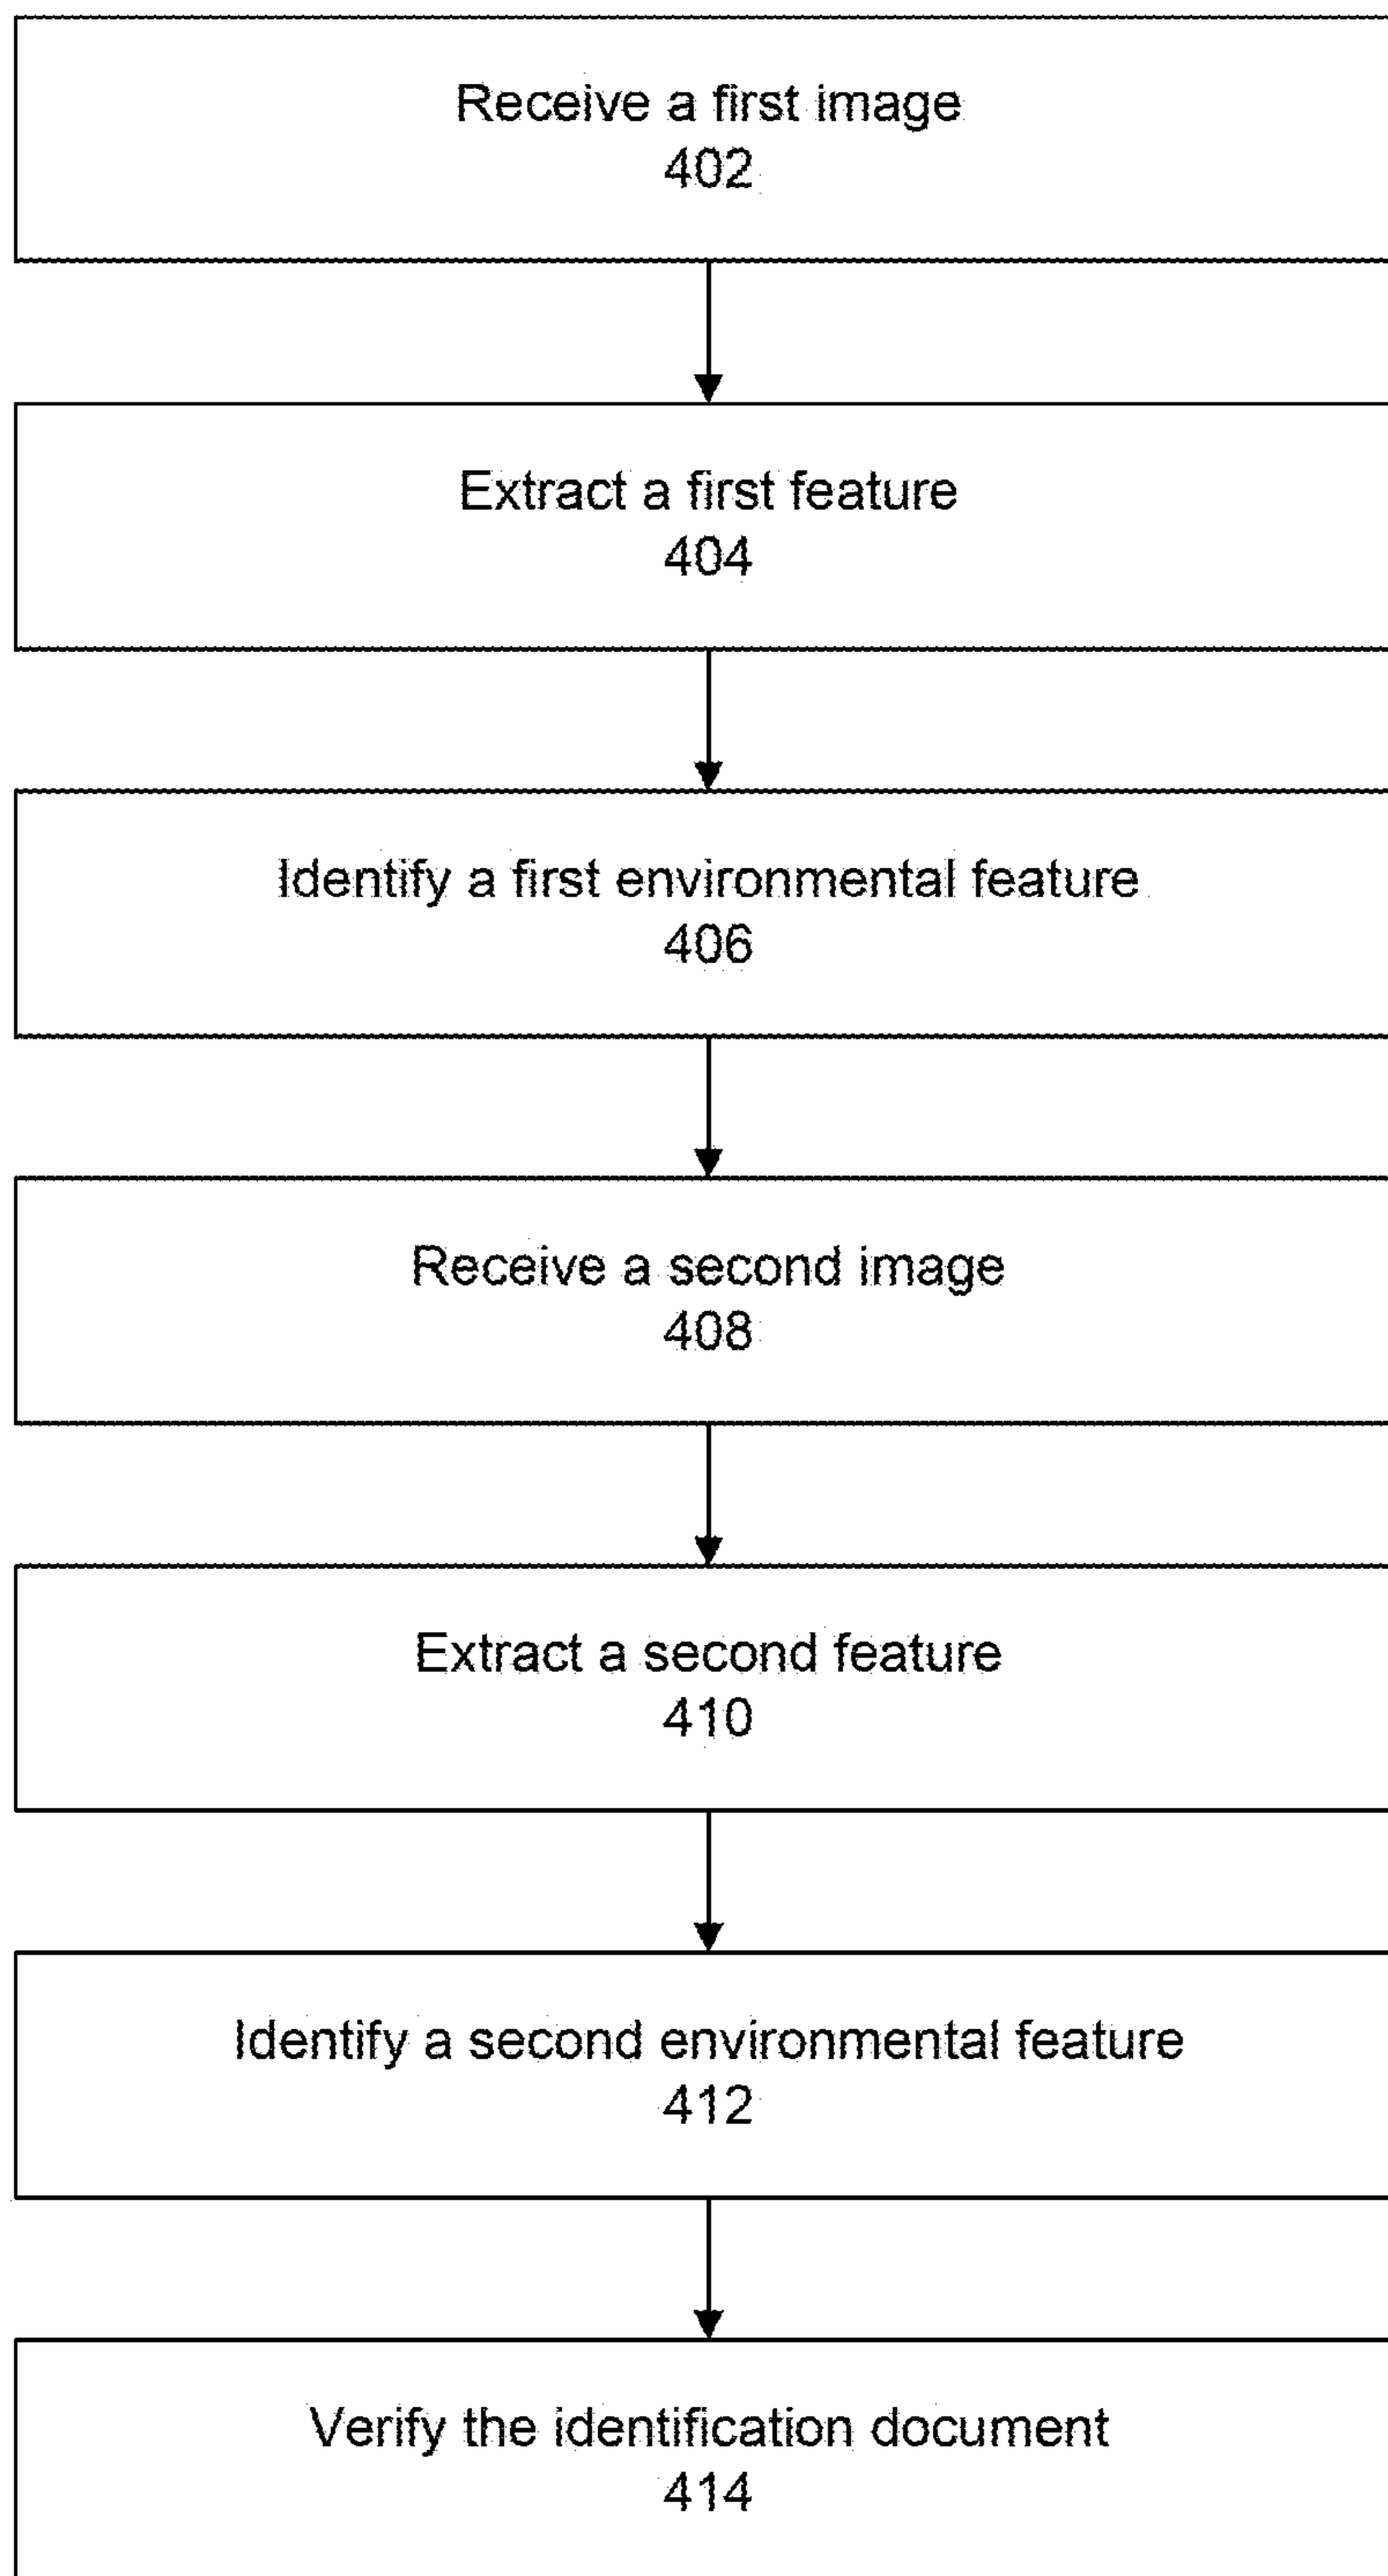 Receive a first image
402
Extract a first feature
404
Identify a first environmental feature
406
Receive a second image
408
Extract a second feature
410
Identify a second environmental feature
412
Verify the identification document
414